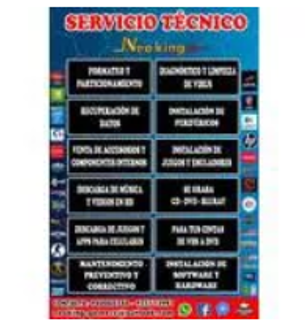 SERVICIO TÉCNICO
Neoking
FORMATEO Y
PARTICIONAMIENTO
DIAGNÓSTICO Y LIMPIEZA
DE VIRUS
RECUPERACIÓN DE
DATOS
INSTALACIÓN DE
PERIFÉRICOS
VENTA DE ACCESORIOS Y
COMPONENTES INTERNOS
INSTALACIÓN DE
JUEGOS Y EMULADORES
DESCARGA DE MÚSICA
Y VIDEOS EN HD
SE GRABA
CD - DVD - BLURAY
DESCARGA DE JUEGOS Y
APPS PARA CELULARES
PASA TUS CINTAS
DE VHS A DVD
MANTENIMIENTO
PREVENTIVO Y
CORRECTIVO
INSTALACIÓN DE
SOFTWARE Y
HARDWARE